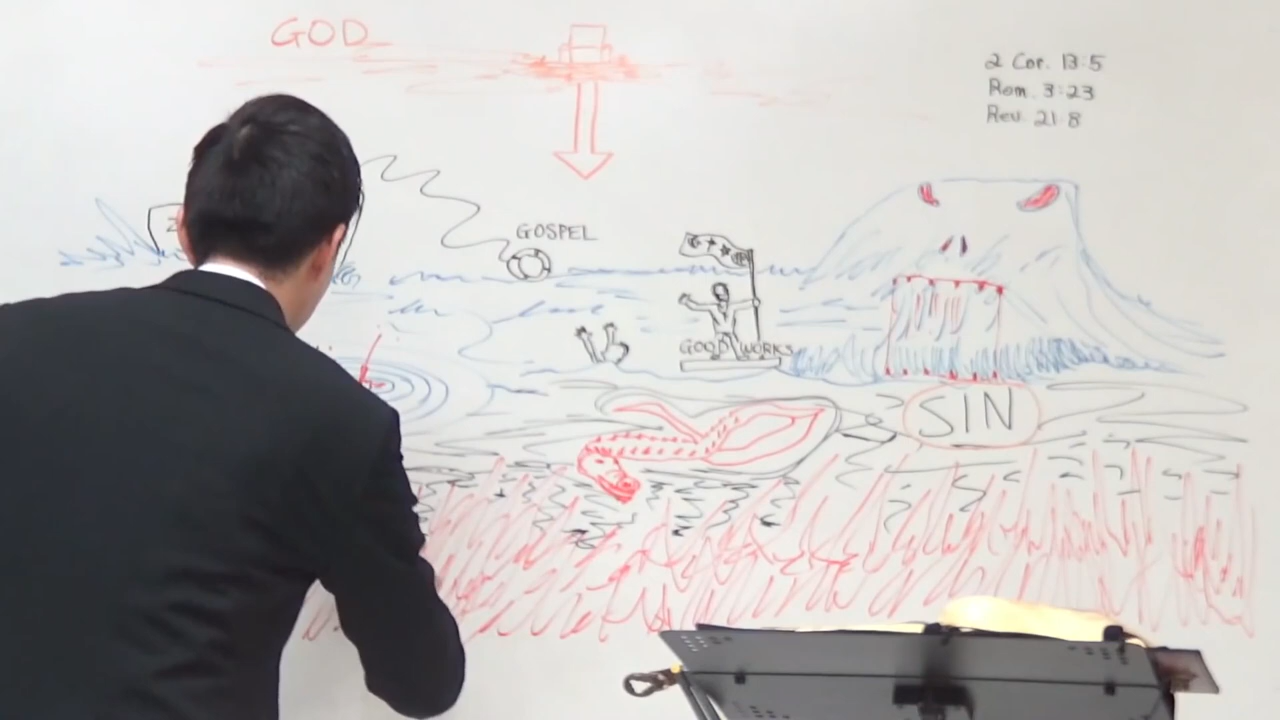 GOD
2 Cor. 13:5
Rom. 3:23
Rev. 21:8
GOSPEL
GOOD WORKS
SIN